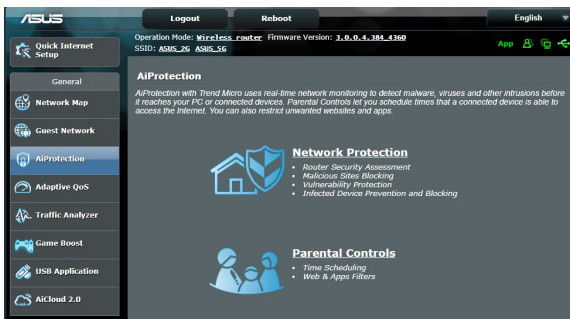 ASUS
Logout
Reboot
English
Quick Internet
Setup
Operation Mode: Wireless router Firmware Version: 3.0.0.4.384_4360
SSID: ASUS_2G ASUS_5G
App
General
Network Map
Guest Network
AiProtection
Adaptive QoS
Traffic Analyzer
Game Boost
USB Application
AiCloud 2.0
AiProtection
AiProtection with Trend Micro uses real-time network monitoring to detect malware, viruses and other intrusions before
it reaches your PC or connected devices. Parental Controls let you schedule times that a connected device is able to
access the Internet. You can also restrict unwanted websites and apps.
Network Protection
• Router Security Assessment
• Malicious Sites Blocking
• Vulnerability Protection
• Infected Device Prevention and Blocking
Parental Controls
• Time Scheduling
• Web & Apps Filters